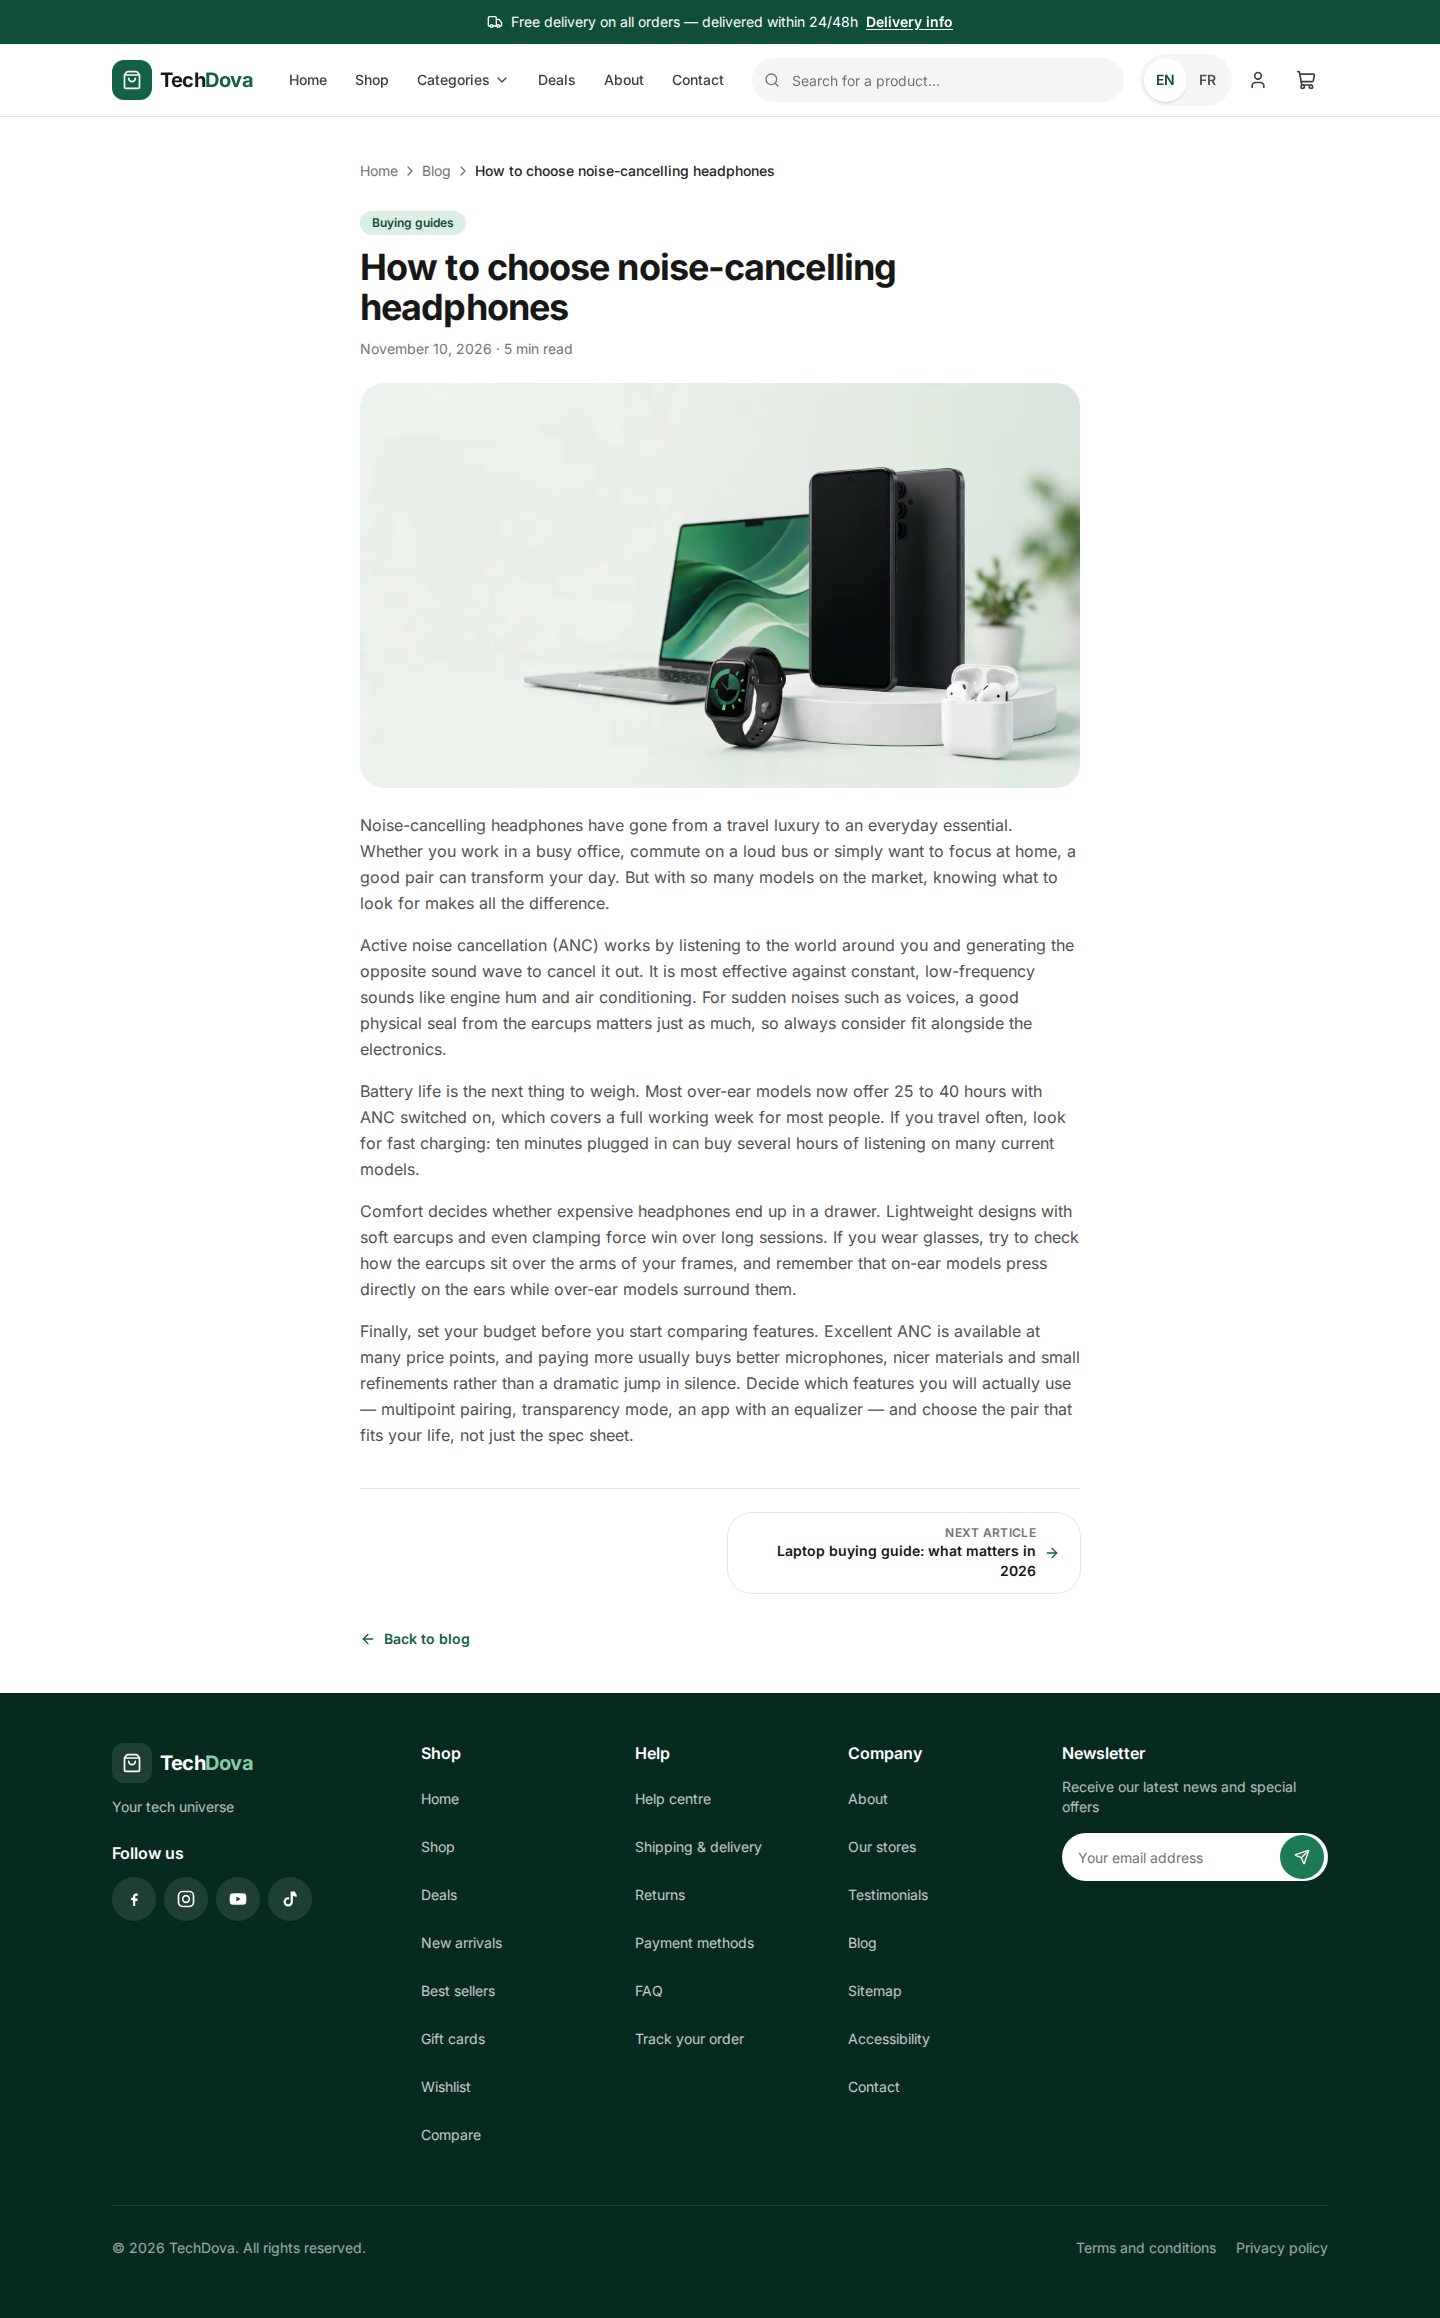 Free delivery on all orders — delivered within 24/48h Delivery info
TechDova Home Shop Categories Deals About Contact Search for a product... EN FR
Home > Blog > How to choose noise-cancelling headphones
Buying guides
How to choose noise-cancelling
headphones
November 10, 2026 · 5 min read
Noise-cancelling headphones have gone from a travel luxury to an everyday essential.
Whether you work in a busy office, commute on a loud bus or simply want to focus at home, a
good pair can transform your day. But with so many models on the market, knowing what to
look for makes all the difference.
Active noise cancellation (ANC) works by listening to the world around you and generating the
opposite sound wave to cancel it out. It is most effective against constant, low-frequency
sounds like engine hum and air conditioning. For sudden noises such as voices, a good
physical seal from the earcups matters just as much, so always consider fit alongside the
electronics.
Battery life is the next thing to weigh. Most over-ear models now offer 25 to 40 hours with
ANC switched on, which covers a full working week for most people. If you travel often, look
for fast charging: ten minutes plugged in can buy several hours of listening on many current
models.
Comfort decides whether expensive headphones end up in a drawer. Lightweight designs with
soft earcups and even clamping force win over long sessions. If you wear glasses, try to check
how the earcups sit over the arms of your frames, and remember that on-ear models press
directly on the ears while over-ear models surround them.
Finally, set your budget before you start comparing features. Excellent ANC is available at
many price points, and paying more usually buys better microphones, nicer materials and small
refinements rather than a dramatic jump in silence. Decide which features you will actually use
— multipoint pairing, transparency mode, an app with an equalizer — and choose the pair that
fits your life, not just the spec sheet.
NEXT ARTICLE
Laptop buying guide: what matters in
2026
Back to blog
TechDova
Your tech universe
Follow us
Shop
Home
Shop
Deals
New arrivals
Best sellers
Gift cards
Wishlist
Compare
Help
Help centre
Shipping & delivery
Returns
Payment methods
FAQ
Track your order
Company
About
Our stores
Testimonials
Blog
Sitemap
Accessibility
Contact
Newsletter
Receive our latest news and special
offers
Your email address
© 2026 TechDova. All rights reserved.
Terms and conditions Privacy policy